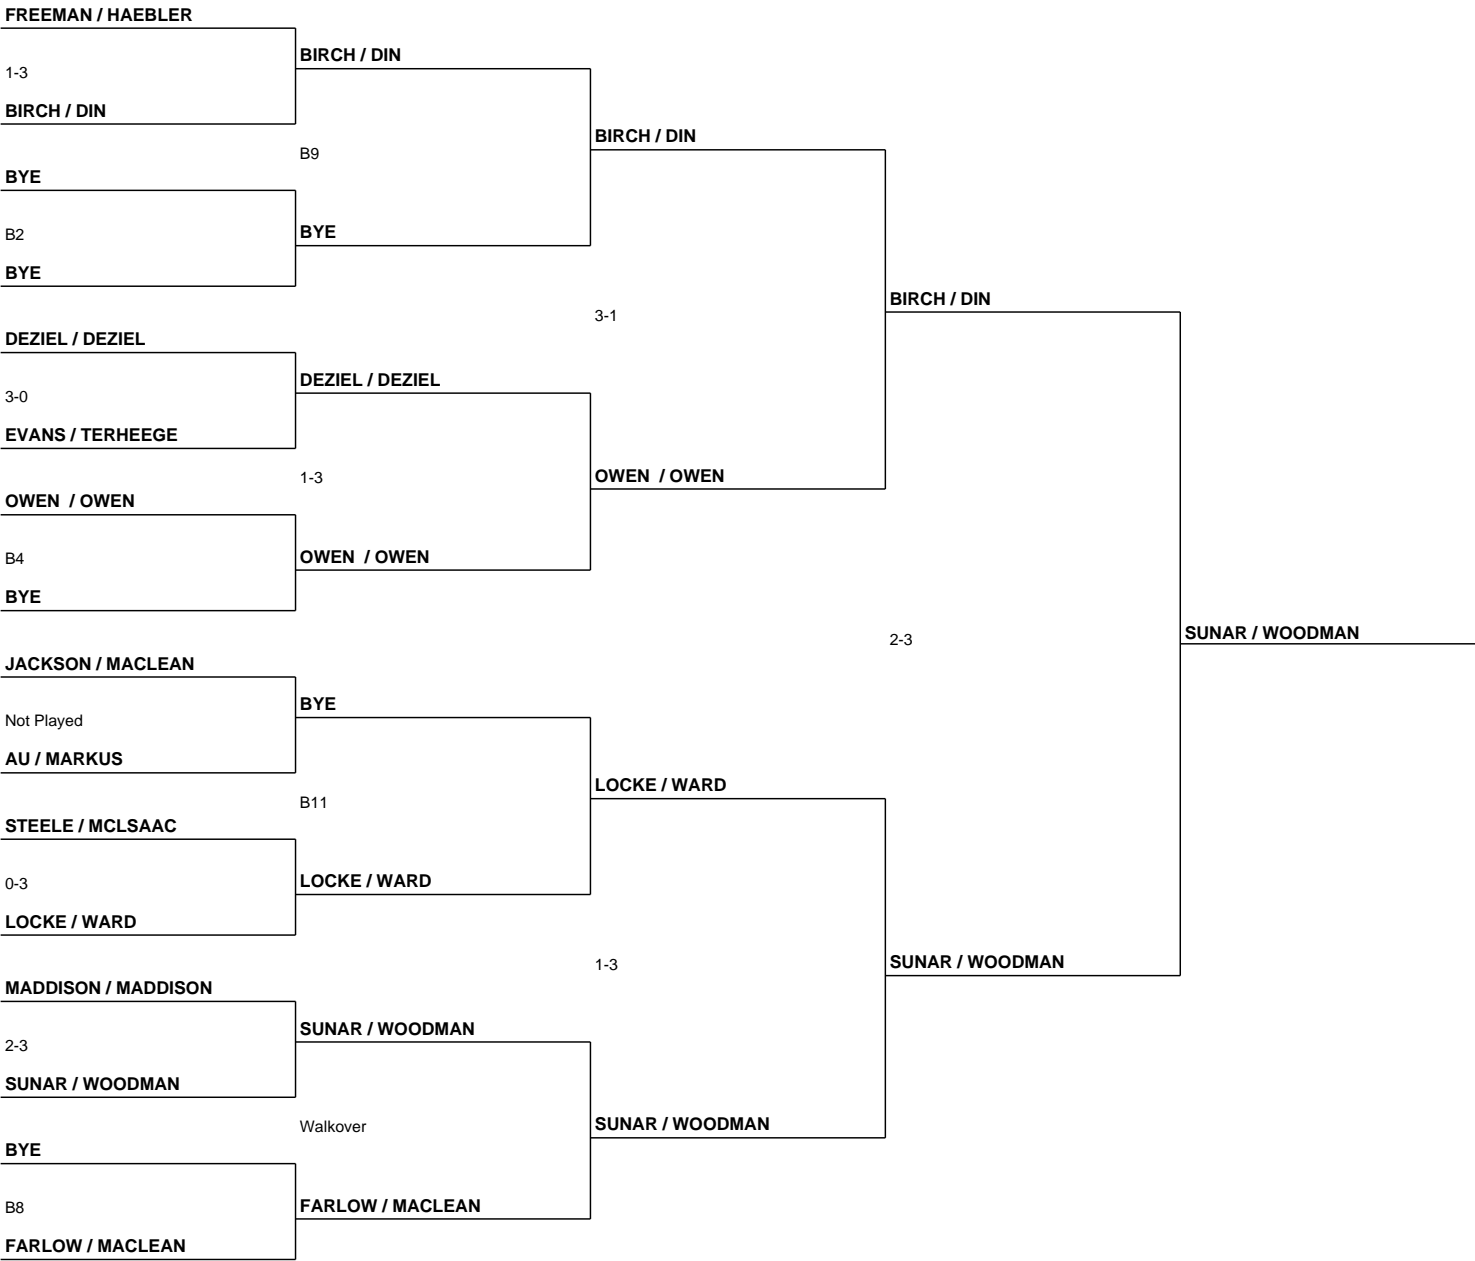 FREEMAN / HAEBLER
1-3
BIRCH / DIN
BYE
B2
BYE
DEZIEL / DEZIEL
3-0
EVANS / TERHEEGE
OWEN  / OWEN
B4
BYE
JACKSON / MACLEAN
Not Played
AU / MARKUS
STEELE / MCLSAAC
0-3
LOCKE / WARD
MADDISON / MADDISON
2-3
SUNAR / WOODMAN
BYE
B8
FARLOW / MACLEAN
BIRCH / DIN
B9
BYE
DEZIEL / DEZIEL
1-3
OWEN  / OWEN
BYE
B11
LOCKE / WARD
SUNAR / WOODMAN
Walkover
FARLOW / MACLEAN
BIRCH / DIN
3-1
OWEN  / OWEN
LOCKE / WARD
1-3
SUNAR / WOODMAN
BIRCH / DIN
2-3
SUNAR / WOODMAN
SUNAR / WOODMAN